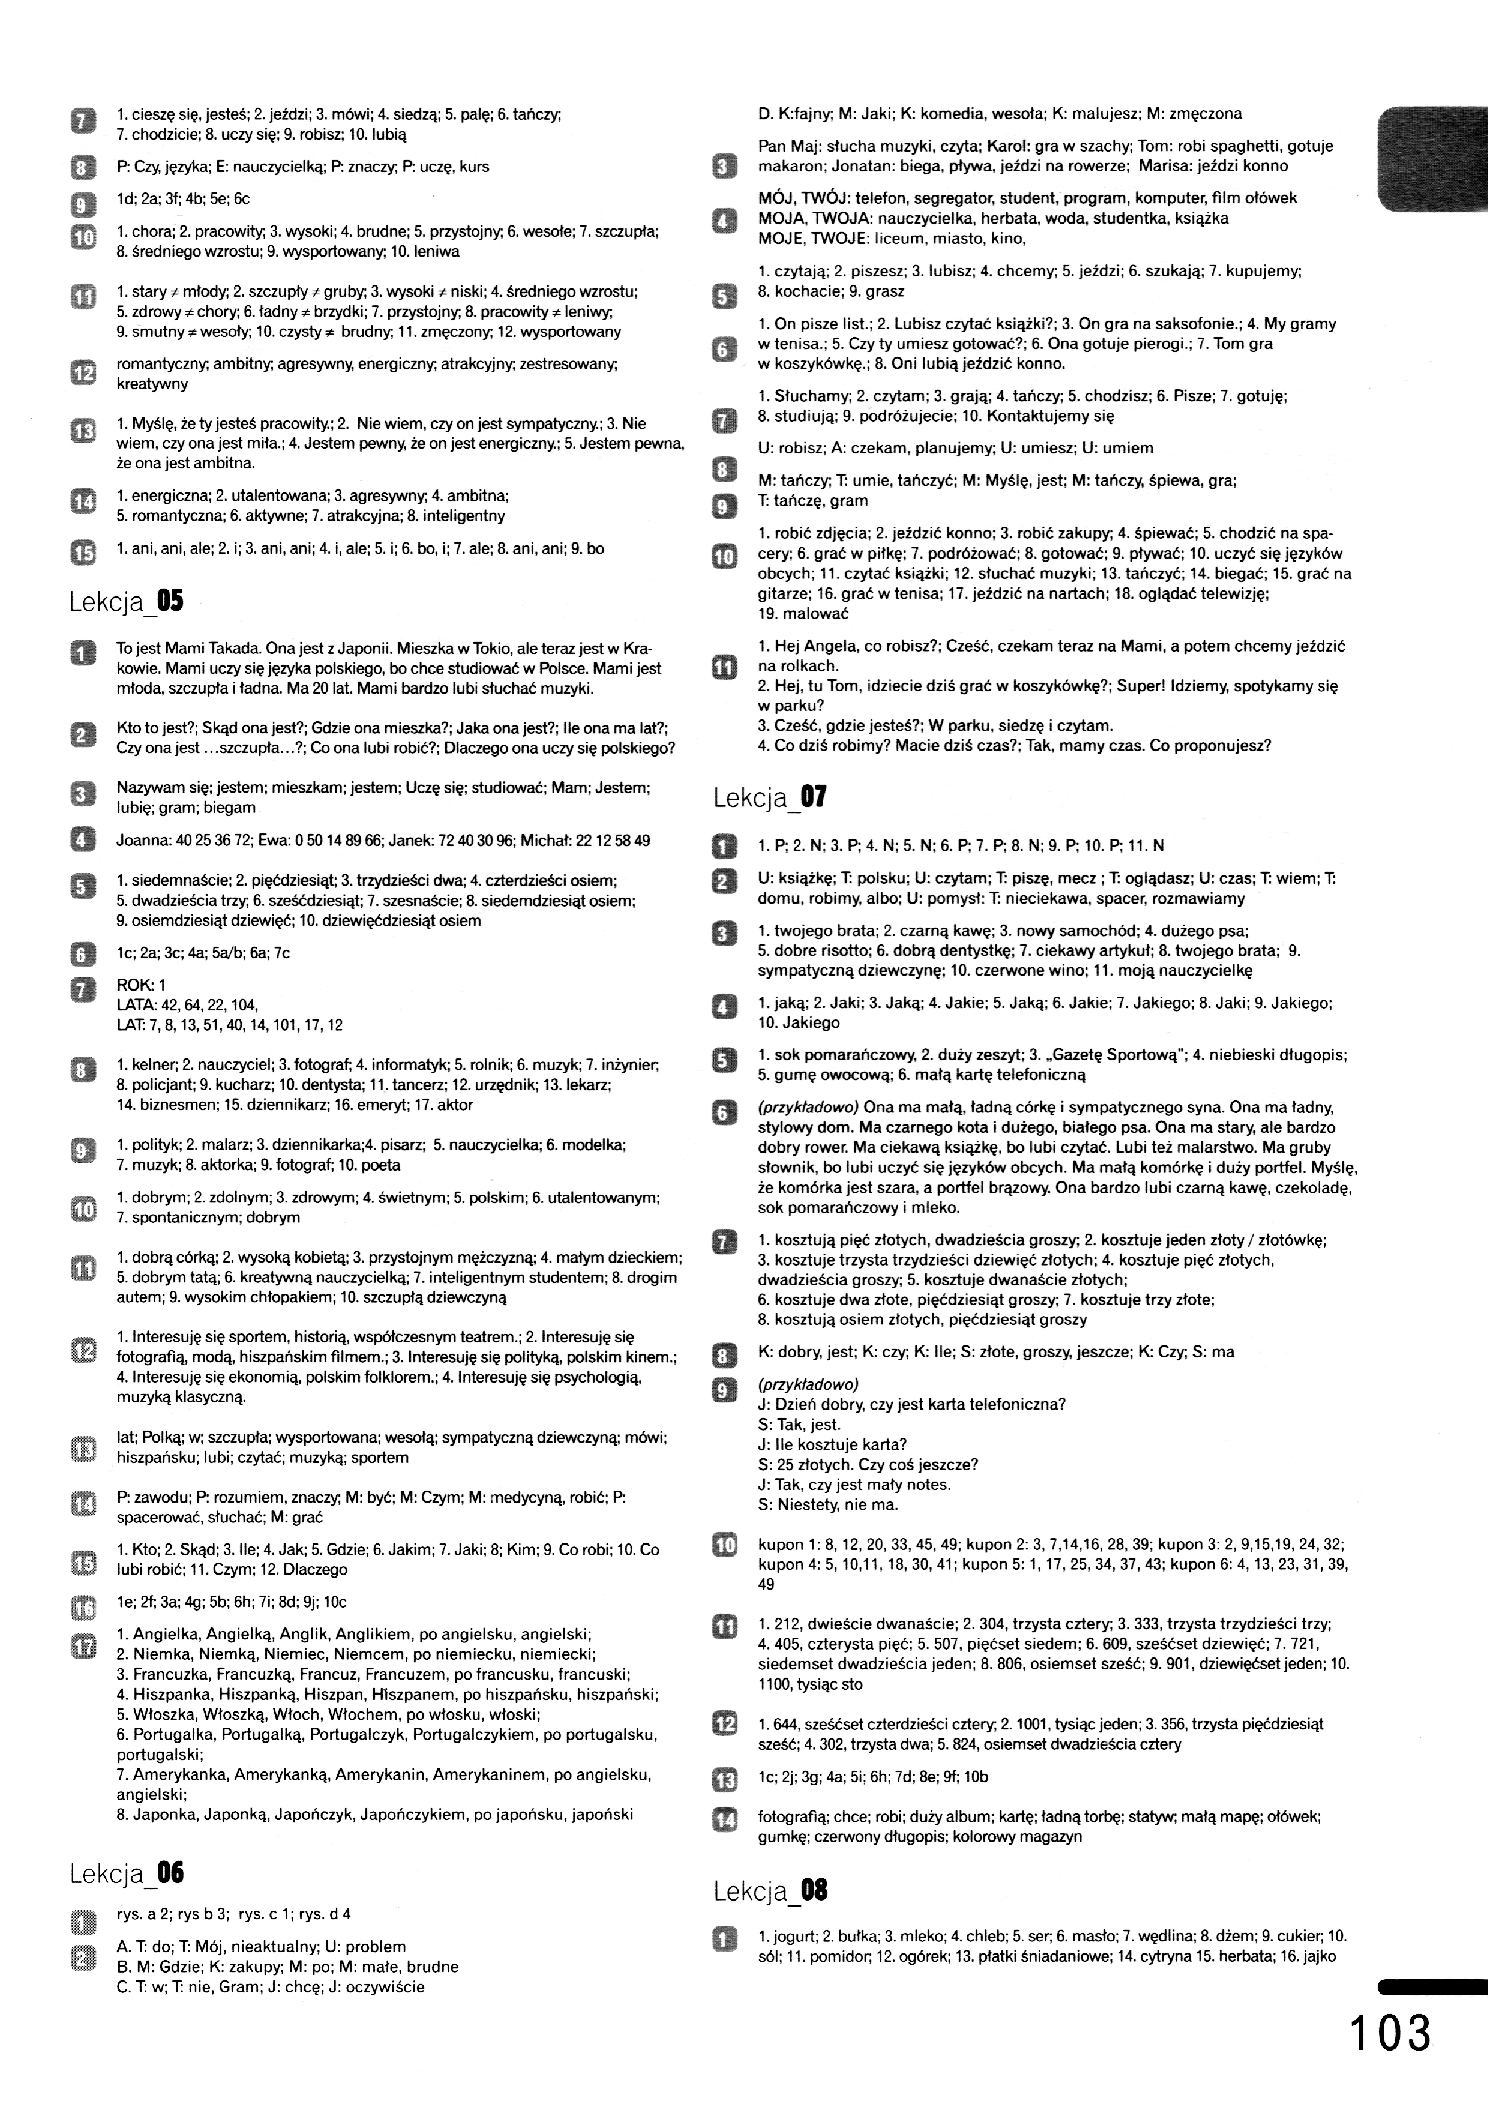 7 1. cieszę się, jesteś; 2. jeździ; 3. mówi; 4. siedzą; 5. palę; 6. tańczy;
7. chodzicie; 8. uczy się; 9. robisz; 10. lubią
8 P: Czy, języka; E: nauczycielką; P: znaczy; P: uczę, kurs
9 1d; 2a; 3f; 4b; 5e; 6c
10 1. chora; 2. pracowity; 3. wysoki; 4. brudne; 5. przystojny; 6. wesołe; 7. szczupła;
8. średniego wzrostu; 9. wysportowany; 10. leniwa
11 1. stary ≠ młody; 2. szczupły ≠ gruby; 3. wysoki ≠ niski; 4. średniego wzrostu;
5. zdrowy ≠ chory; 6. ładny ≠ brzydki; 7. przystojny; 8. pracowity ≠ leniwy;
9. smutny ≠ wesoły; 10. czysty ≠ brudny; 11. zmęczony; 12. wysportowany
12 romantyczny; ambitny; agresywny, energiczny; atrakcyjny; zestresowany;
kreatywny
13 1. Myślę, że ty jesteś pracowity.; 2. Nie wiem, czy on jest sympatyczny.; 3. Nie
wiem, czy ona jest miła.; 4. Jestem pewny, że on jest energiczny.; 5. Jestem pewna,
że ona jest ambitna.
14 1. energiczna; 2. utalentowana; 3. agresywny; 4. ambitna;
5. romantyczna; 6. aktywne; 7. atrakcyjna; 8. inteligentny
15 1. ani, ani, ale; 2. i; 3. ani, ani; 4. i, ale; 5. i; 6. bo, i; 7. ale; 8. ani, ani; 9. bo
Lekcja_05
1 To jest Mami Takada. Ona jest z Japonii. Mieszka w Tokio, ale teraz jest w Kra-
kowie. Mami uczy się języka polskiego, bo chce studiować w Polsce. Mami jest
młoda, szczupła i ładna. Ma 20 lat. Mami bardzo lubi słuchać muzyki.
2 Kto to jest?; Skąd ona jest?; Gdzie ona mieszka?; Jaka ona jest?; Ile ona ma lat?;
Czy ona jest ...szczupła...?; Co ona lubi robić?; Dlaczego ona uczy się polskiego?
3 Nazywam się; jestem; mieszkam; jestem; Uczę się; studiować; Mam; Jestem;
lubię; gram; biegam
4 Joanna: 40 25 36 72; Ewa: 0 50 14 89 66; Janek: 72 40 30 96; Michał: 22 12 58 49
5 1. siedemnaście; 2. pięćdziesiąt; 3. trzydzieści dwa; 4. czterdzieści osiem;
5. dwadzieścia trzy; 6. sześćdziesiąt; 7. szesnaście; 8. siedemdziesiąt osiem;
9. osiemdziesiąt dziewięć; 10. dziewięćdziesiąt osiem
6 1c; 2a; 3c; 4a; 5a/b; 6a; 7c
7 ROK: 1
LATA: 42, 64, 22, 104,
LAT: 7, 8, 13, 51, 40, 14, 101, 17, 12
8 1. kelner; 2. nauczyciel; 3. fotograf; 4. informatyk; 5. rolnik; 6. muzyk; 7. inżynier;
8. policjant; 9. kucharz; 10. dentysta; 11. tancerz; 12. urzędnik; 13. lekarz;
14. biznesmen; 15. dziennikarz; 16. emeryt; 17. aktor
9 1. polityk; 2. malarz; 3. dziennikarka;4. pisarz; 5. nauczycielka; 6. modelka;
7. muzyk; 8. aktorka; 9. fotograf; 10. poeta
10 1. dobrym; 2. zdolnym; 3. zdrowym; 4. świetnym; 5. polskim; 6. utalentowanym;
7. spontanicznym; dobrym
11 1. dobrą córką; 2. wysoką kobietą; 3. przystojnym mężczyzną; 4. małym dzieckiem;
5. dobrym tatą; 6. kreatywną nauczycielką; 7. inteligentnym studentem; 8. drogim
autem; 9. wysokim chłopakiem; 10. szczupłą dziewczyną
12 1. Interesuję się sportem, historią, współczesnym teatrem.; 2. Interesuję się
fotografią, modą, hiszpańskim filmem.; 3. Interesuję się polityką, polskim kinem.;
4. Interesuję się ekonomią, polskim folklorem.; 4. Interesuję się psychologią,
muzyką klasyczną.
13 lat; Polką; w; szczupła; wysportowana; wesołą; sympatyczną dziewczyną; mówi;
hiszpańsku; lubi; czytać; muzyką; sportem
14 P: zawodu; P: rozumiem, znaczy; M: być; M: Czym; M: medycyną, robić; P:
spacerować, słuchać; M: grać
15 1. Kto; 2. Skąd; 3. Ile; 4. Jak; 5. Gdzie; 6. Jakim; 7. Jaki; 8; Kim; 9. Co robi; 10. Co
lubi robić; 11. Czym; 12. Dlaczego
16 1e; 2f; 3a; 4g; 5b; 6h; 7i; 8d; 9j; 10c
17 1. Angielka, Angielką, Anglik, Anglikiem, po angielsku, angielski;
2. Niemka, Niemką, Niemiec, Niemcem, po niemiecku, niemiecki;
3. Francuzka, Francuzką, Francuz, Francuzem, po francusku, francuski;
4. Hiszpanka, Hiszpanką, Hiszpan, Hiszpanem, po hiszpańsku, hiszpański;
5. Włoszka, Włoszką, Włoch, Włochem, po włosku, włoski;
6. Portugalka, Portugalką, Portugalczyk, Portugalczykiem, po portugalsku,
portugalski;
7. Amerykanka, Amerykanką, Amerykanin, Amerykaninem, po angielsku,
angielski;
8. Japonka, Japonką, Japończyk, Japończykiem, po japońsku, japoński
Lekcja_06
1 rys. a 2; rys b 3; rys. c 1; rys. d 4
2 A. T: do; T: Mój, nieaktualny; U: problem
B. M: Gdzie; K: zakupy; M: po; M: małe, brudne
C. T: w; T: nie, Gram; J: chcę; J: oczywiście
D. K:fajny; M: Jaki; K: komedia, wesoła; K: malujesz; M: zmęczona
3 Pan Maj: słucha muzyki, czyta; Karol: gra w szachy; Tom: robi spaghetti, gotuje
makaron; Jonatan: biega, pływa, jeździ na rowerze; Marisa: jeździ konno
4 MÓJ, TWÓJ: telefon, segregator, student, program, komputer, film ołówek
MOJA, TWOJA: nauczycielka, herbata, woda, studentka, książka
MOJE, TWOJE: liceum, miasto, kino,
5 1. czytają; 2. piszesz; 3. lubisz; 4. chcemy; 5. jeździ; 6. szukają; 7. kupujemy;
8. kochacie; 9. grasz
6 1. On pisze list.; 2. Lubisz czytać książki?; 3. On gra na saksofonie.; 4. My gramy
w tenisa.; 5. Czy ty umiesz gotować?; 6. Ona gotuje pierogi.; 7. Tom gra
w koszykówkę.; 8. Oni lubią jeździć konno.
7 1. Słuchamy; 2. czytam; 3. grają; 4. tańczy; 5. chodzisz; 6. Pisze; 7. gotuję;
8. studiują; 9. podróżujecie; 10. Kontaktujemy się
8 U: robisz; A: czekam, planujemy; U: umiesz; U: umiem
9 M: tańczy; T: umie, tańczyć; M: Myślę, jest; M: tańczy, śpiewa, gra;
T: tańczę, gram
10 1. robić zdjęcia; 2. jeździć konno; 3. robić zakupy; 4. śpiewać; 5. chodzić na spa-
cery; 6. grać w piłkę; 7. podróżować; 8. gotować; 9. pływać; 10. uczyć się języków
obcych; 11. czytać książki; 12. słuchać muzyki; 13. tańczyć; 14. biegać; 15. grać na
gitarze; 16. grać w tenisa; 17. jeździć na nartach; 18. oglądać telewizję;
19. malować
11 1. Hej Angela, co robisz?; Cześć, czekam teraz na Mami, a potem chcemy jeździć
na rolkach.
2. Hej, tu Tom, idziecie dziś grać w koszykówkę?; Super! Idziemy, spotykamy się
w parku?
3. Cześć, gdzie jesteś?; W parku, siedzę i czytam.
4. Co dziś robimy? Macie dziś czas?; Tak, mamy czas. Co proponujesz?
Lekcja_07
1 1. P; 2. N; 3. P; 4. N; 5. N; 6. P; 7. P; 8. N; 9. P; 10. P; 11. N
2 U: książkę; T: polsku; U: czytam; T: piszę, mecz ; T: oglądasz; U: czas; T: wiem; T:
domu, robimy, albo; U: pomysł: T: nieciekawa, spacer, rozmawiamy
3 1. twojego brata; 2. czarną kawę; 3. nowy samochód; 4. dużego psa;
5. dobre risotto; 6. dobrą dentystkę; 7. ciekawy artykuł; 8. twojego brata; 9.
sympatyczną dziewczynę; 10. czerwone wino; 11. moją nauczycielkę
4 1. jaką; 2. Jaki; 3. Jaką; 4. Jakie; 5. Jaką; 6. Jakie; 7. Jakiego; 8. Jaki; 9. Jakiego;
10. Jakiego
5 1. sok pomarańczowy, 2. duży zeszyt; 3. „Gazetę Sportową"; 4. niebieski długopis;
5. gumę owocową; 6. małą kartę telefoniczną
6 (przykładowo) Ona ma małą, ładną córkę i sympatycznego syna. Ona ma ładny,
stylowy dom. Ma czarnego kota i dużego, białego psa. Ona ma stary, ale bardzo
dobry rower. Ma ciekawą książkę, bo lubi czytać. Lubi też malarstwo. Ma gruby
słownik, bo lubi uczyć się języków obcych. Ma małą komórkę i duży portfel. Myślę,
że komórka jest szara, a portfel brązowy. Ona bardzo lubi czarną kawę, czekoladę,
sok pomarańczowy i mleko.
7 1. kosztują pięć złotych, dwadzieścia groszy; 2. kosztuje jeden złoty / złotówkę;
3. kosztuje trzysta trzydzieści dziewięć złotych; 4. kosztuje pięć złotych,
dwadzieścia groszy; 5. kosztuje dwanaście złotych;
6. kosztuje dwa złote, pięćdziesiąt groszy; 7. kosztuje trzy złote;
8. kosztują osiem złotych, pięćdziesiąt groszy
8 K: dobry, jest; K: czy; K: Ile; S: złote, groszy, jeszcze; K: Czy; S: ma
9 (przykładowo)
J: Dzień dobry, czy jest karta telefoniczna?
S: Tak, jest.
J: Ile kosztuje karta?
S: 25 złotych. Czy coś jeszcze?
J: Tak, czy jest mały notes.
S: Niestety, nie ma.
10 kupon 1: 8, 12, 20, 33, 45, 49; kupon 2: 3, 7,14,16, 28, 39; kupon 3: 2, 9,15,19, 24, 32;
kupon 4: 5, 10,11, 18, 30, 41; kupon 5: 1, 17, 25, 34, 37, 43; kupon 6: 4, 13, 23, 31, 39,
49
11 1. 212, dwieście dwanaście; 2. 304, trzysta cztery; 3. 333, trzysta trzydzieści trzy;
4. 405, czterysta pięć; 5. 507, pięćset siedem; 6. 609, sześćset dziewięć; 7. 721,
siedemset dwadzieścia jeden; 8. 806, osiemset sześć; 9. 901, dziewięćset jeden; 10.
1100, tysiąc sto
12 1. 644, sześćset czterdzieści cztery; 2. 1001, tysiąc jeden; 3. 356, trzysta pięćdziesiąt
sześć; 4. 302, trzysta dwa; 5. 824, osiemset dwadzieścia cztery
13 1c; 2j; 3g; 4a; 5i; 6h; 7d; 8e; 9f; 10b
14 fotografią; chce; robi; duży album; kartę; ładną torbę; statyw; małą mapę; ołówek;
gumkę; czerwony długopis; kolorowy magazyn
Lekcja_08
1 1. jogurt; 2. bułka; 3. mleko; 4. chleb; 5. ser; 6. masło; 7. wędlina; 8. dżem; 9. cukier; 10.
sól; 11. pomidor; 12. ogórek; 13. płatki śniadaniowe; 14. cytryna 15. herbata; 16. jajko
103